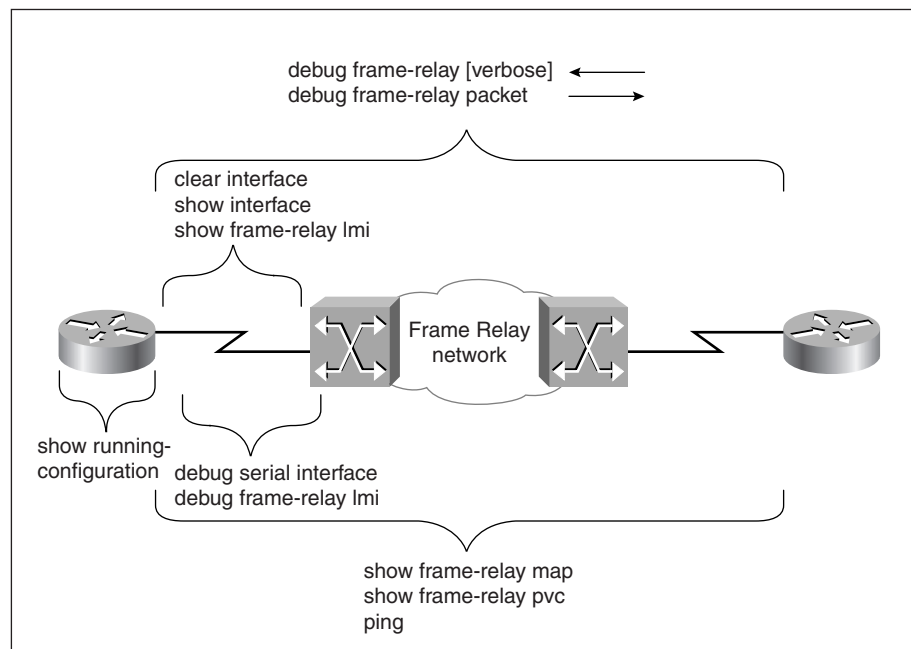 debug frame-relay [verbose]
debug frame-relay packet
clear interface
show interface
show frame-relay lmi
Frame Relay
network
show running-
configuration
debug serial interface
debug frame-relay lmi
show frame-relay map
show frame-relay pvc
ping